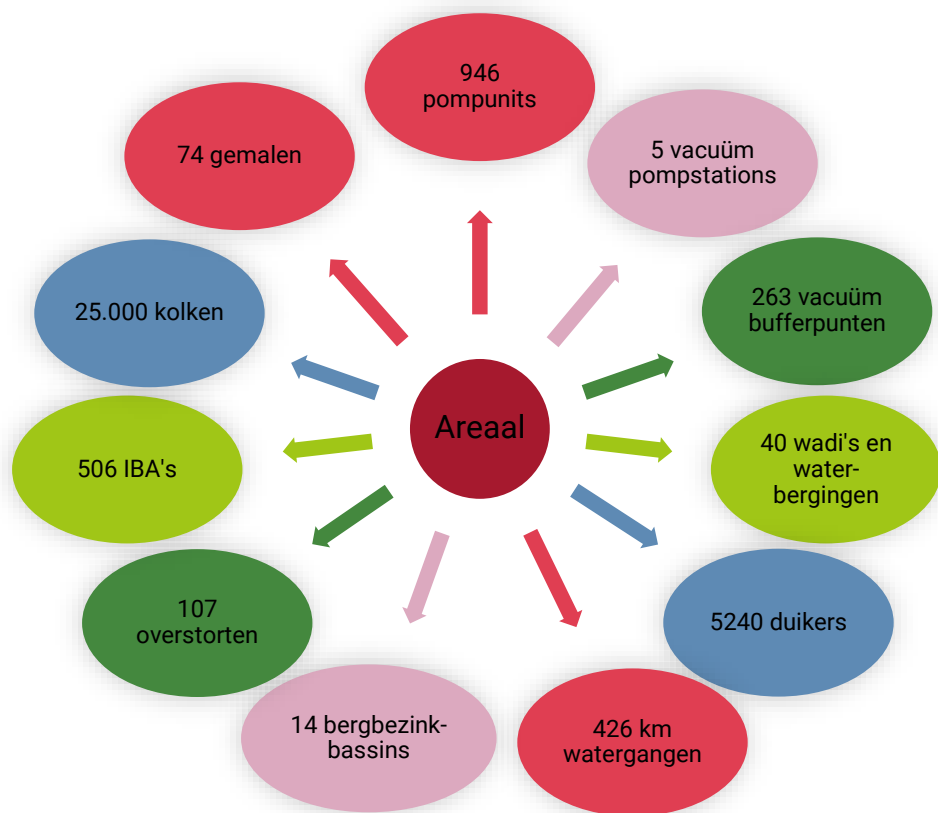 946
pompunits
5 vacuüm
pompstations
263 vacuüm
bufferpunten
40 wadi's en
water-
bergingen
5240 duikers
426 km
watergangen
14 bergbezink-
bassins
107
overstorten
506 IBA's
25.000 kolken
74 gemalen
Areaal